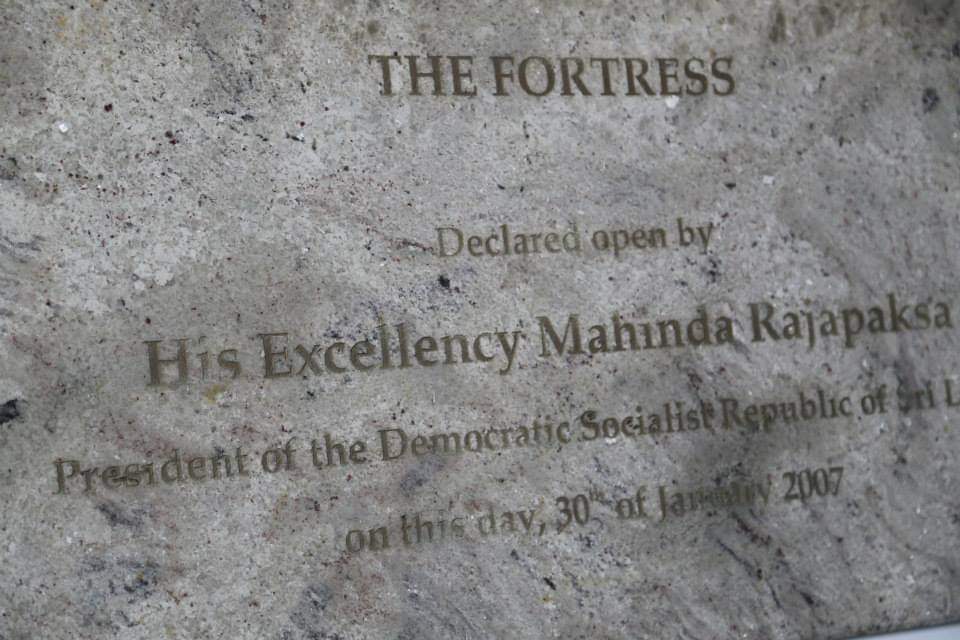 THE FORTRESS
Declared open by
His Excellency Mahinda Rajapaksa
President of the Democratic Socialist Republic of Sri L
on this day, 30th of January 2007